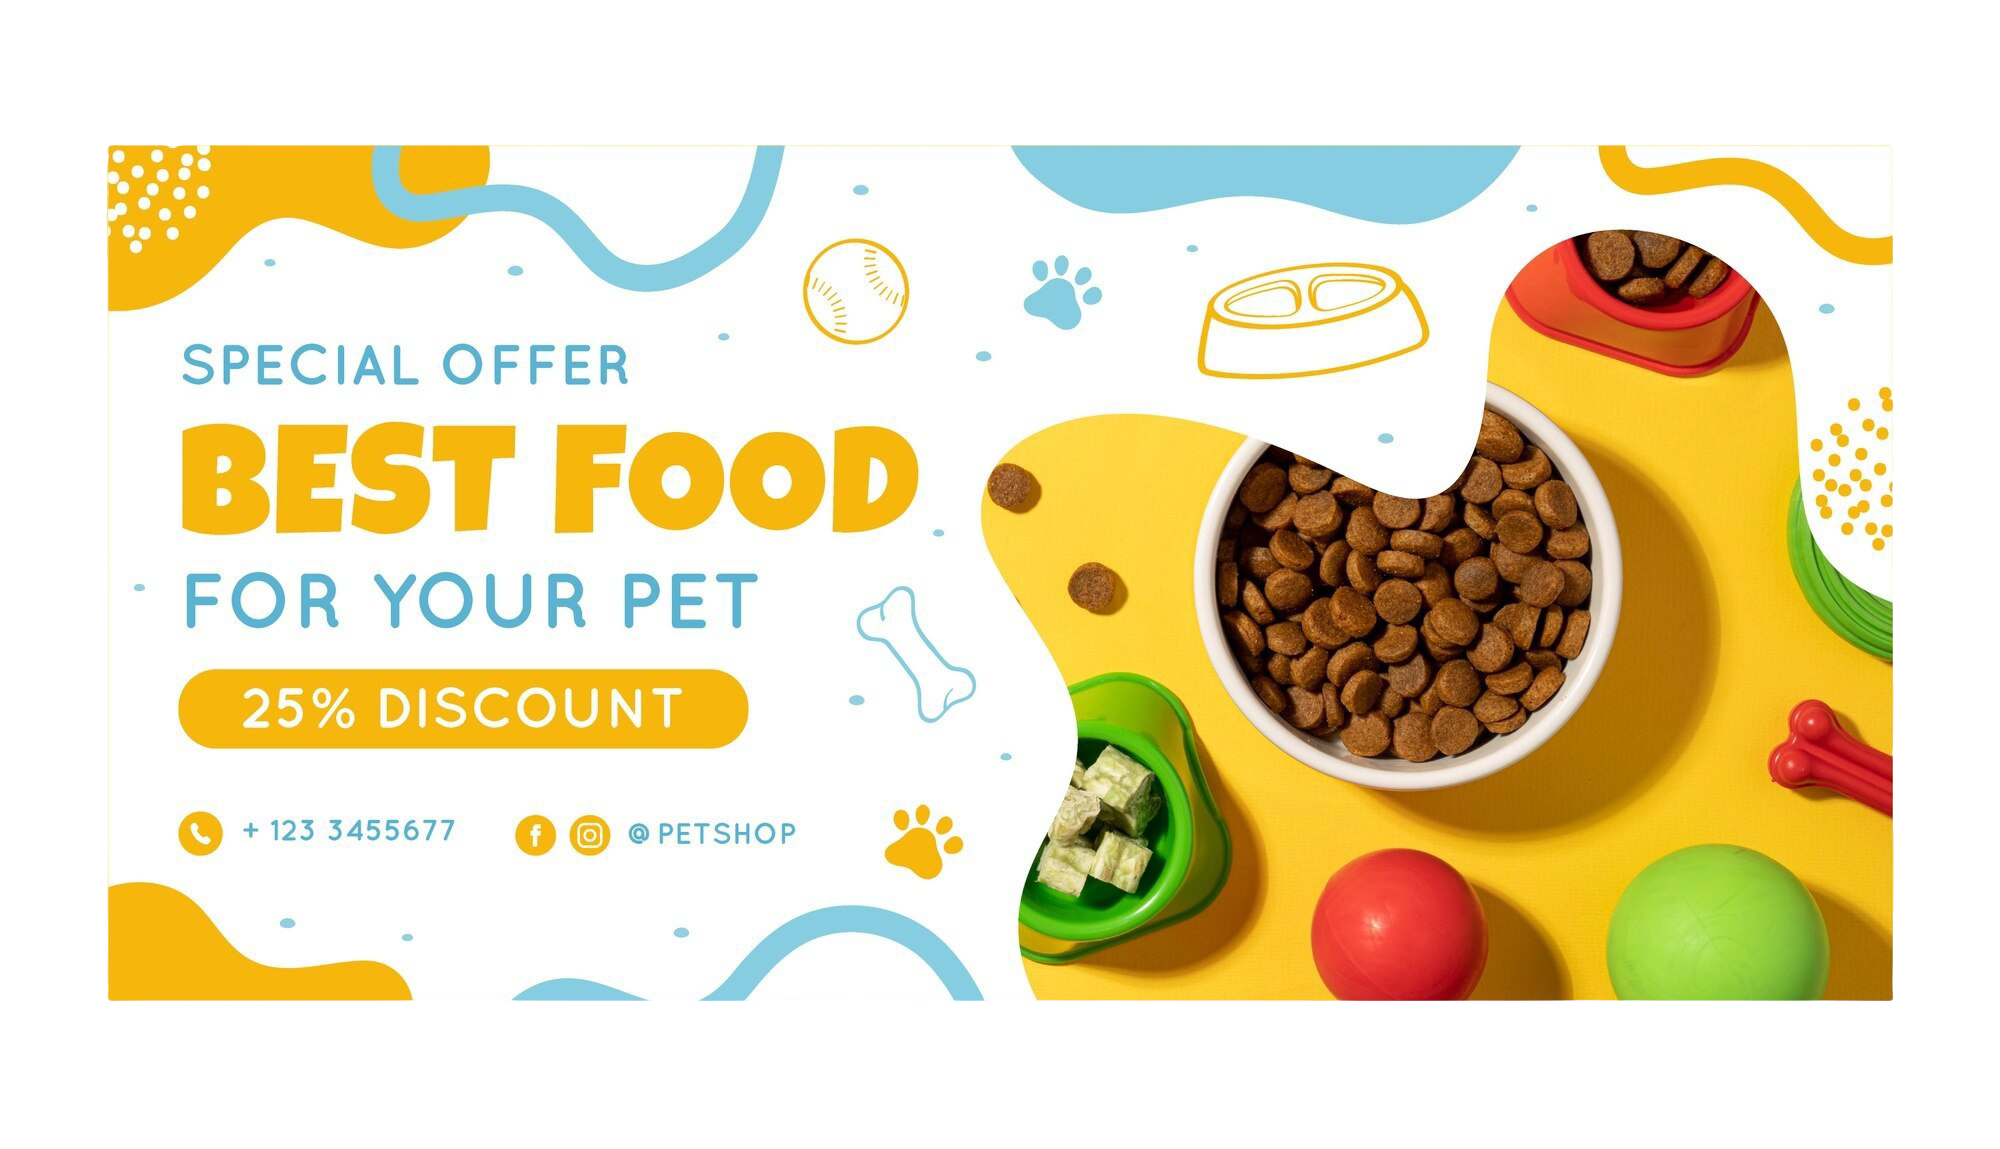 SPECIAL OFFER
BEST FOOD
FOR YOUR PET
25% DISCOUNT
+ 123 3455677
@PETSHOP